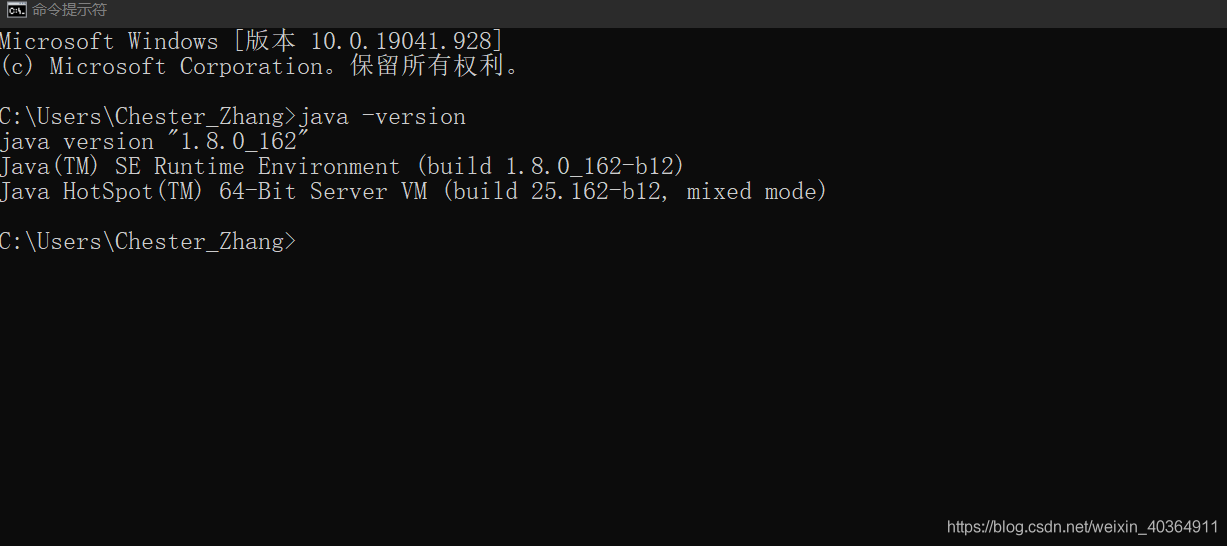 命令提示符
Microsoft Windows [版本 10.0.19041.928]
(c) Microsoft Corporation。保留所有权利。
C:\Users\Chester_Zhang>java -version
java version "1.8.0_162"
Java(TM) SE Runtime Environment (build 1.8.0_162-b12)
Java HotSpot(TM) 64-Bit Server VM (build 25.162-b12, mixed mode)
C:\Users\Chester_Zhang>
https://blog.csdn.net/weixin_40364911